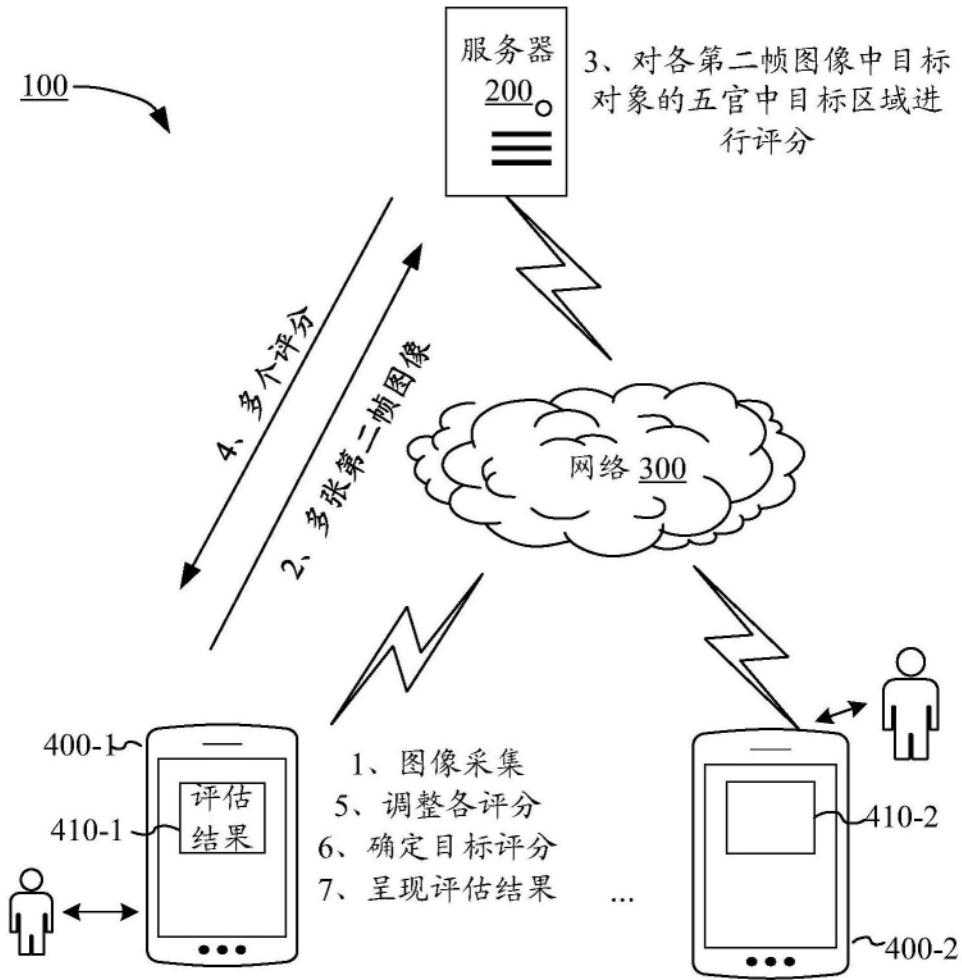 100
服务器
200
3、对各第二帧图像中目标
对象的五官中目标区域进
行评分
4、多个评分
2、多张第二帧图像
网络 300
400-1
评估
结果
410-1
1、图像采集
5、调整各评分
6、确定目标评分
7、呈现评估结果
...
410-2
400-2